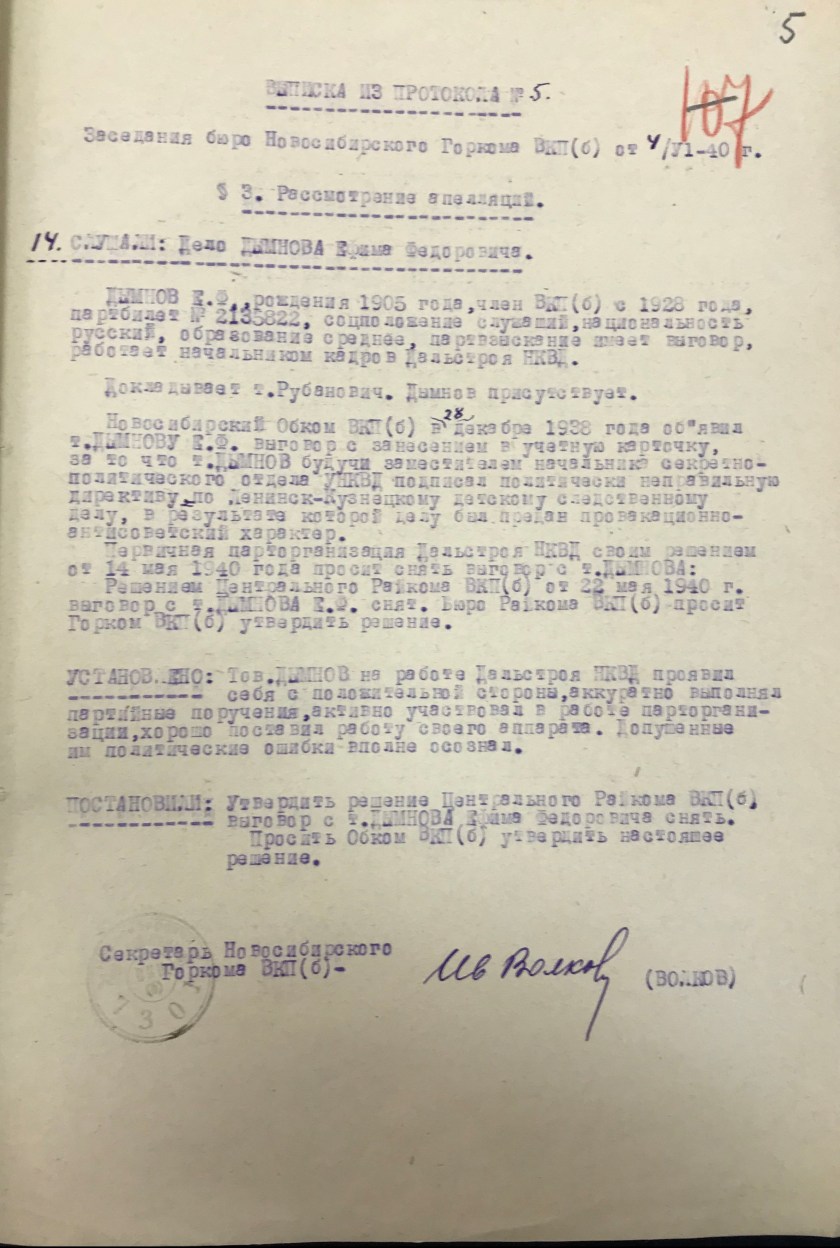 5
107
ВЫПИСКА ИЗ ПРОТОКОЛА № 5.
Заседания бюро Новосибирского Горкома ВКП(б) от 4/У1-40 г.
§ 3. Рассмотрение апелляций.
14. СЛУШАЛИ: Дело ДЫМНОВА Ефима Федоровича.
ДЫМНОВ Е.Ф.,рождения 1905 года,член ВКП(б) с 1928 года,
партбилет № 2135822, соцположение служащий,национальность
русский, образование среднее, партвзыскание имеет выговор,
работает начальником кадров Дальстроя НКВД.
Докладывает т.Рубанович. Дымнов присутствует.
28
Новосибирский Обком ВКП(б) в декабре 1938 года об"явил
т.ДЫМНОВУ Е.Ф. выговор с занесением в учетную карточку,
за то что т.ДЫМНОВ будучи заместителем начальника секретно-
политического отдела УНКВД подписал политически неправильную
директиву по Ленинск-Кузнецкому детскому следственному
делу, в результате которой делу был предан провакационно-
антисоветский характер.
Первичная парторганизация Дальстроя НКВД своим решением
от 14 мая 1940 года просит снять выговор с т.ДЫМНОВА:
Решением Центрального Райкома ВКП(б) от 22 мая 1940 г.
выговор с т.ДЫМНОВА Е.Ф. снят. Бюро Райкома ВКП(б) просит
Горком ВКП(б) утвердить решение.
УСТАНОВЛЕНО: Тов.ДЫМНОВ на работе Дальстроя НКВД проявил
себя с положительной стороны,аккуратно выполнял
партийные поручения,активно участвовал в работе парторгани-
зации,хорошо поставил работу своего аппарата. Допушенные
им политические ошибки вполне осознал.
ПОСТАНОВИЛИ: Утвердить решение Центрального Райкома ВКП(б)
выговор с т.ДЫМНОВА Ефима Федоровича снять.
Просить Обком ВКП(б) утвердить настоящее
решение.
Секретарь Новосибирского
Горкома ВКП(б)-
Ив Волков
(ВОЛКОВ)